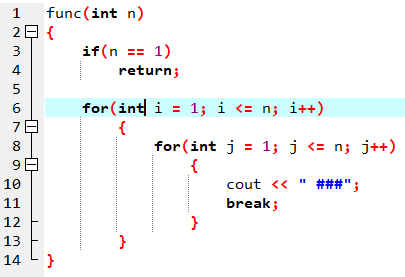 1 func(int n)
2 {
3     if(n == 1)
4         return;
5
6     for(int i = 1; i <= n; i++)
7         {
8             for(int j = 1; j <= n; j++)
9                 {
10                     cout << " ###";
11                     break;
12                 }
13         }
14 }